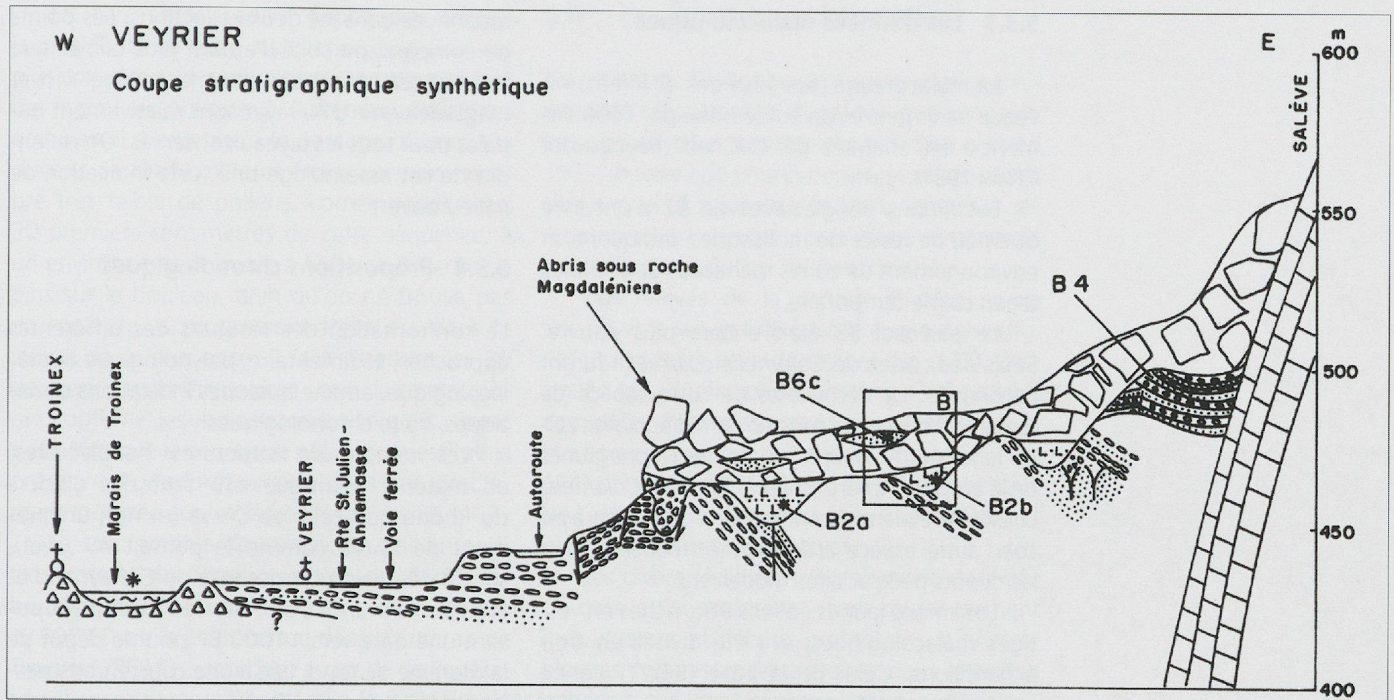 W VEYRIER
Coupe stratigraphique synthétique
E
m
600
SALÈVE
550
500
450
400
Abris sous roche
Magdaléniens
B 4
B6c
B
B2a
B2b
TROINEX
Marais de Troinex
*
VEYRIER
Rte St. Julien -
Annemasse
Voie ferrée
Autoroute
?